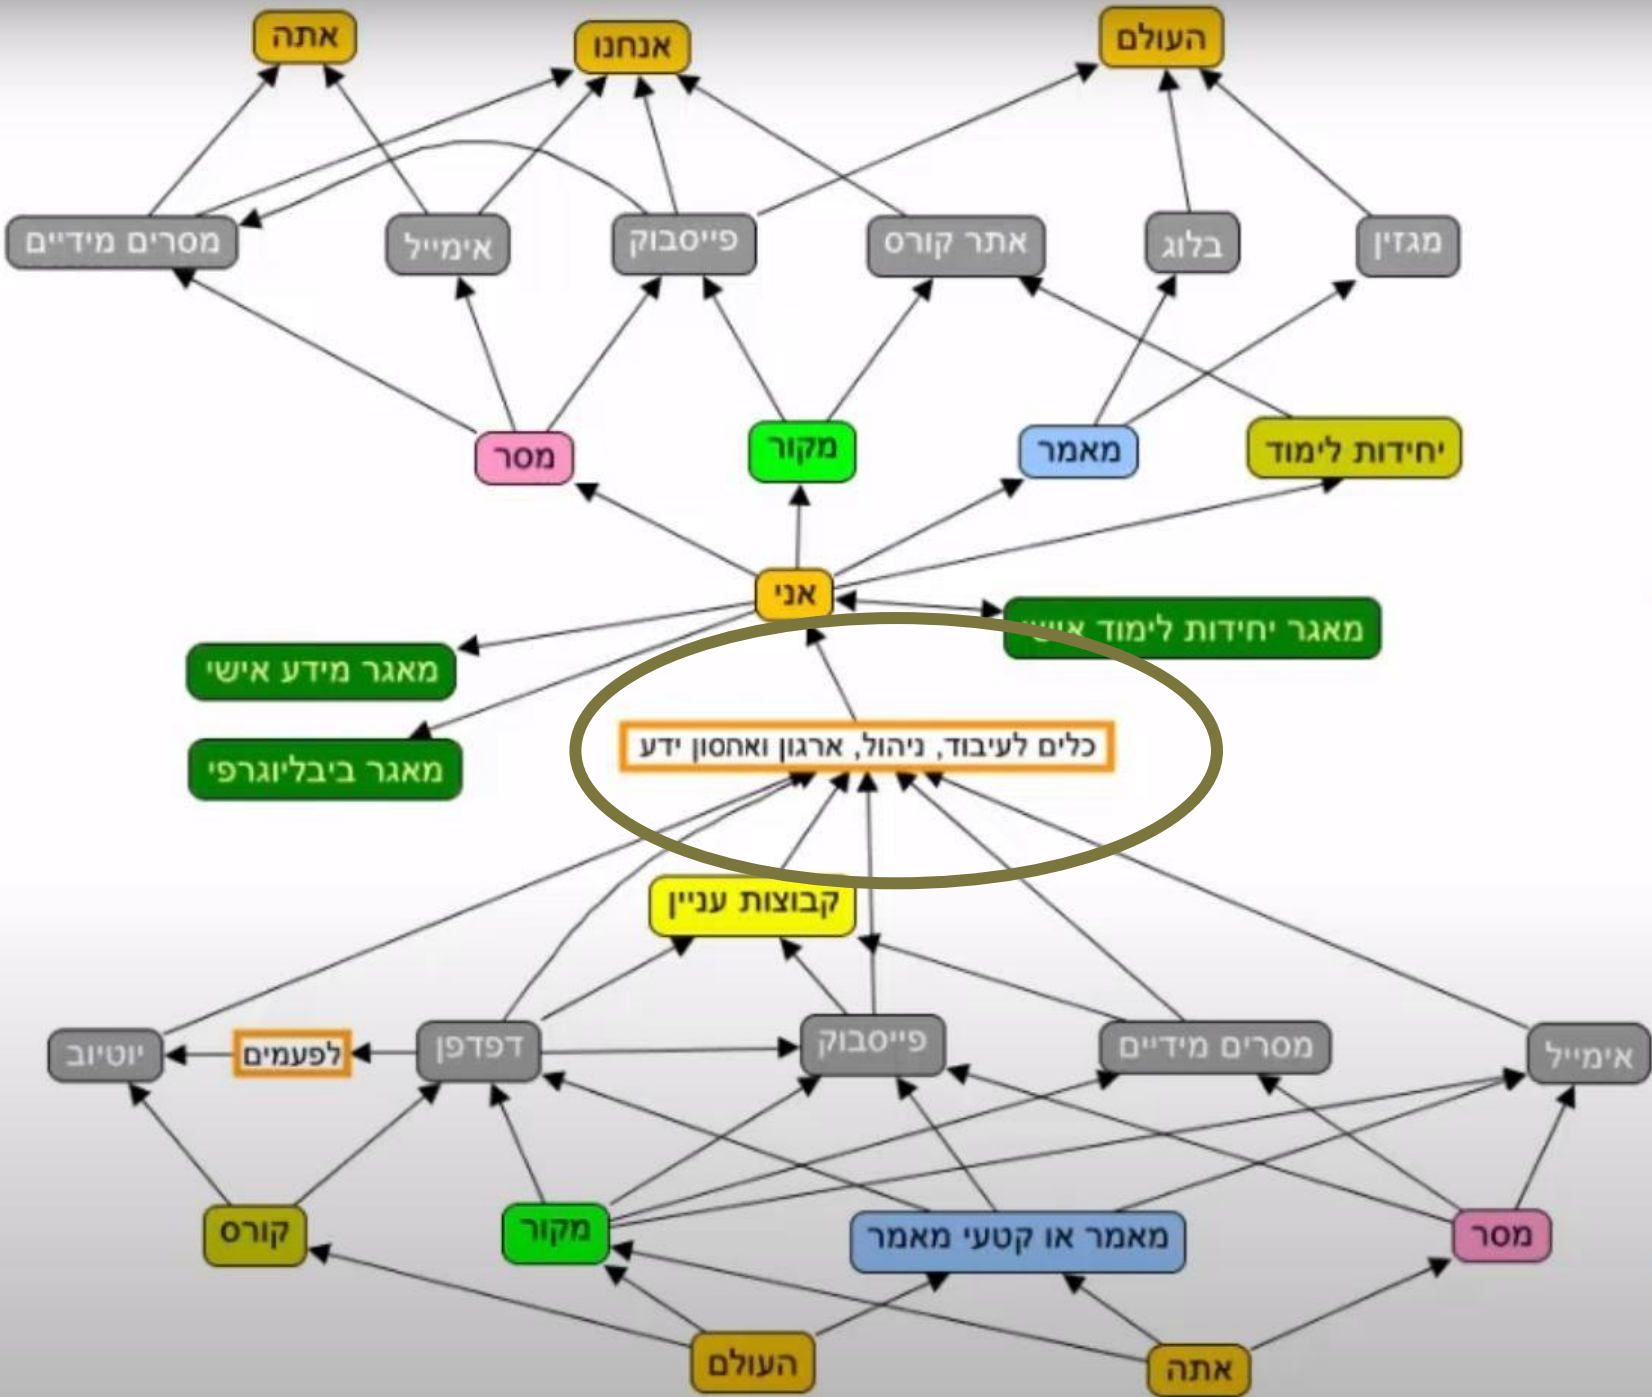 העולם
אנחנו
אתה
מגזין
בלוג
אתר קורס
פייסבוק
אימייל
מסרים מידיים
יחידות לימוד
מאמר
מקור
מסר
אני
מאגר יחידות לימוד אישי
מאגר מידע אישי
כלים לעיבוד, ניהול, ארגון ואחסון ידע
מאגר ביבליוגרפי
קבוצות עניין
אימייל
מסרים מידיים
פייסבוק
דפדפן
לפעמים
יוטיוב
מסר
מאמר או קטעי מאמר
מקור
קורס
אתה
העולם